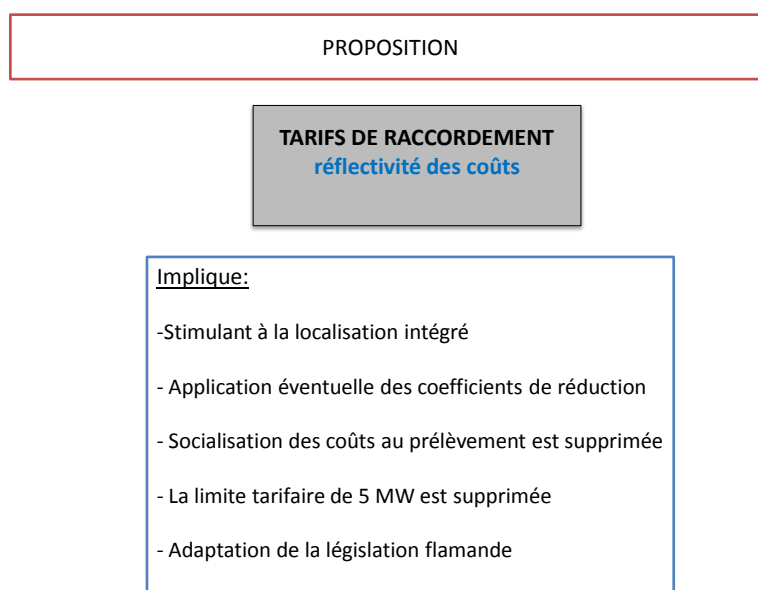 PROPOSITION
TARIFS DE RACCORDEMENT
réflectivité des coûts
Implique:
-Stimulant à la localisation intégré
- Application éventuelle des coefficients de réduction
- Socialisation des coûts au prélèvement est supprimée
- La limite tarifaire de 5 MW est supprimée
- Adaptation de la législation flamande